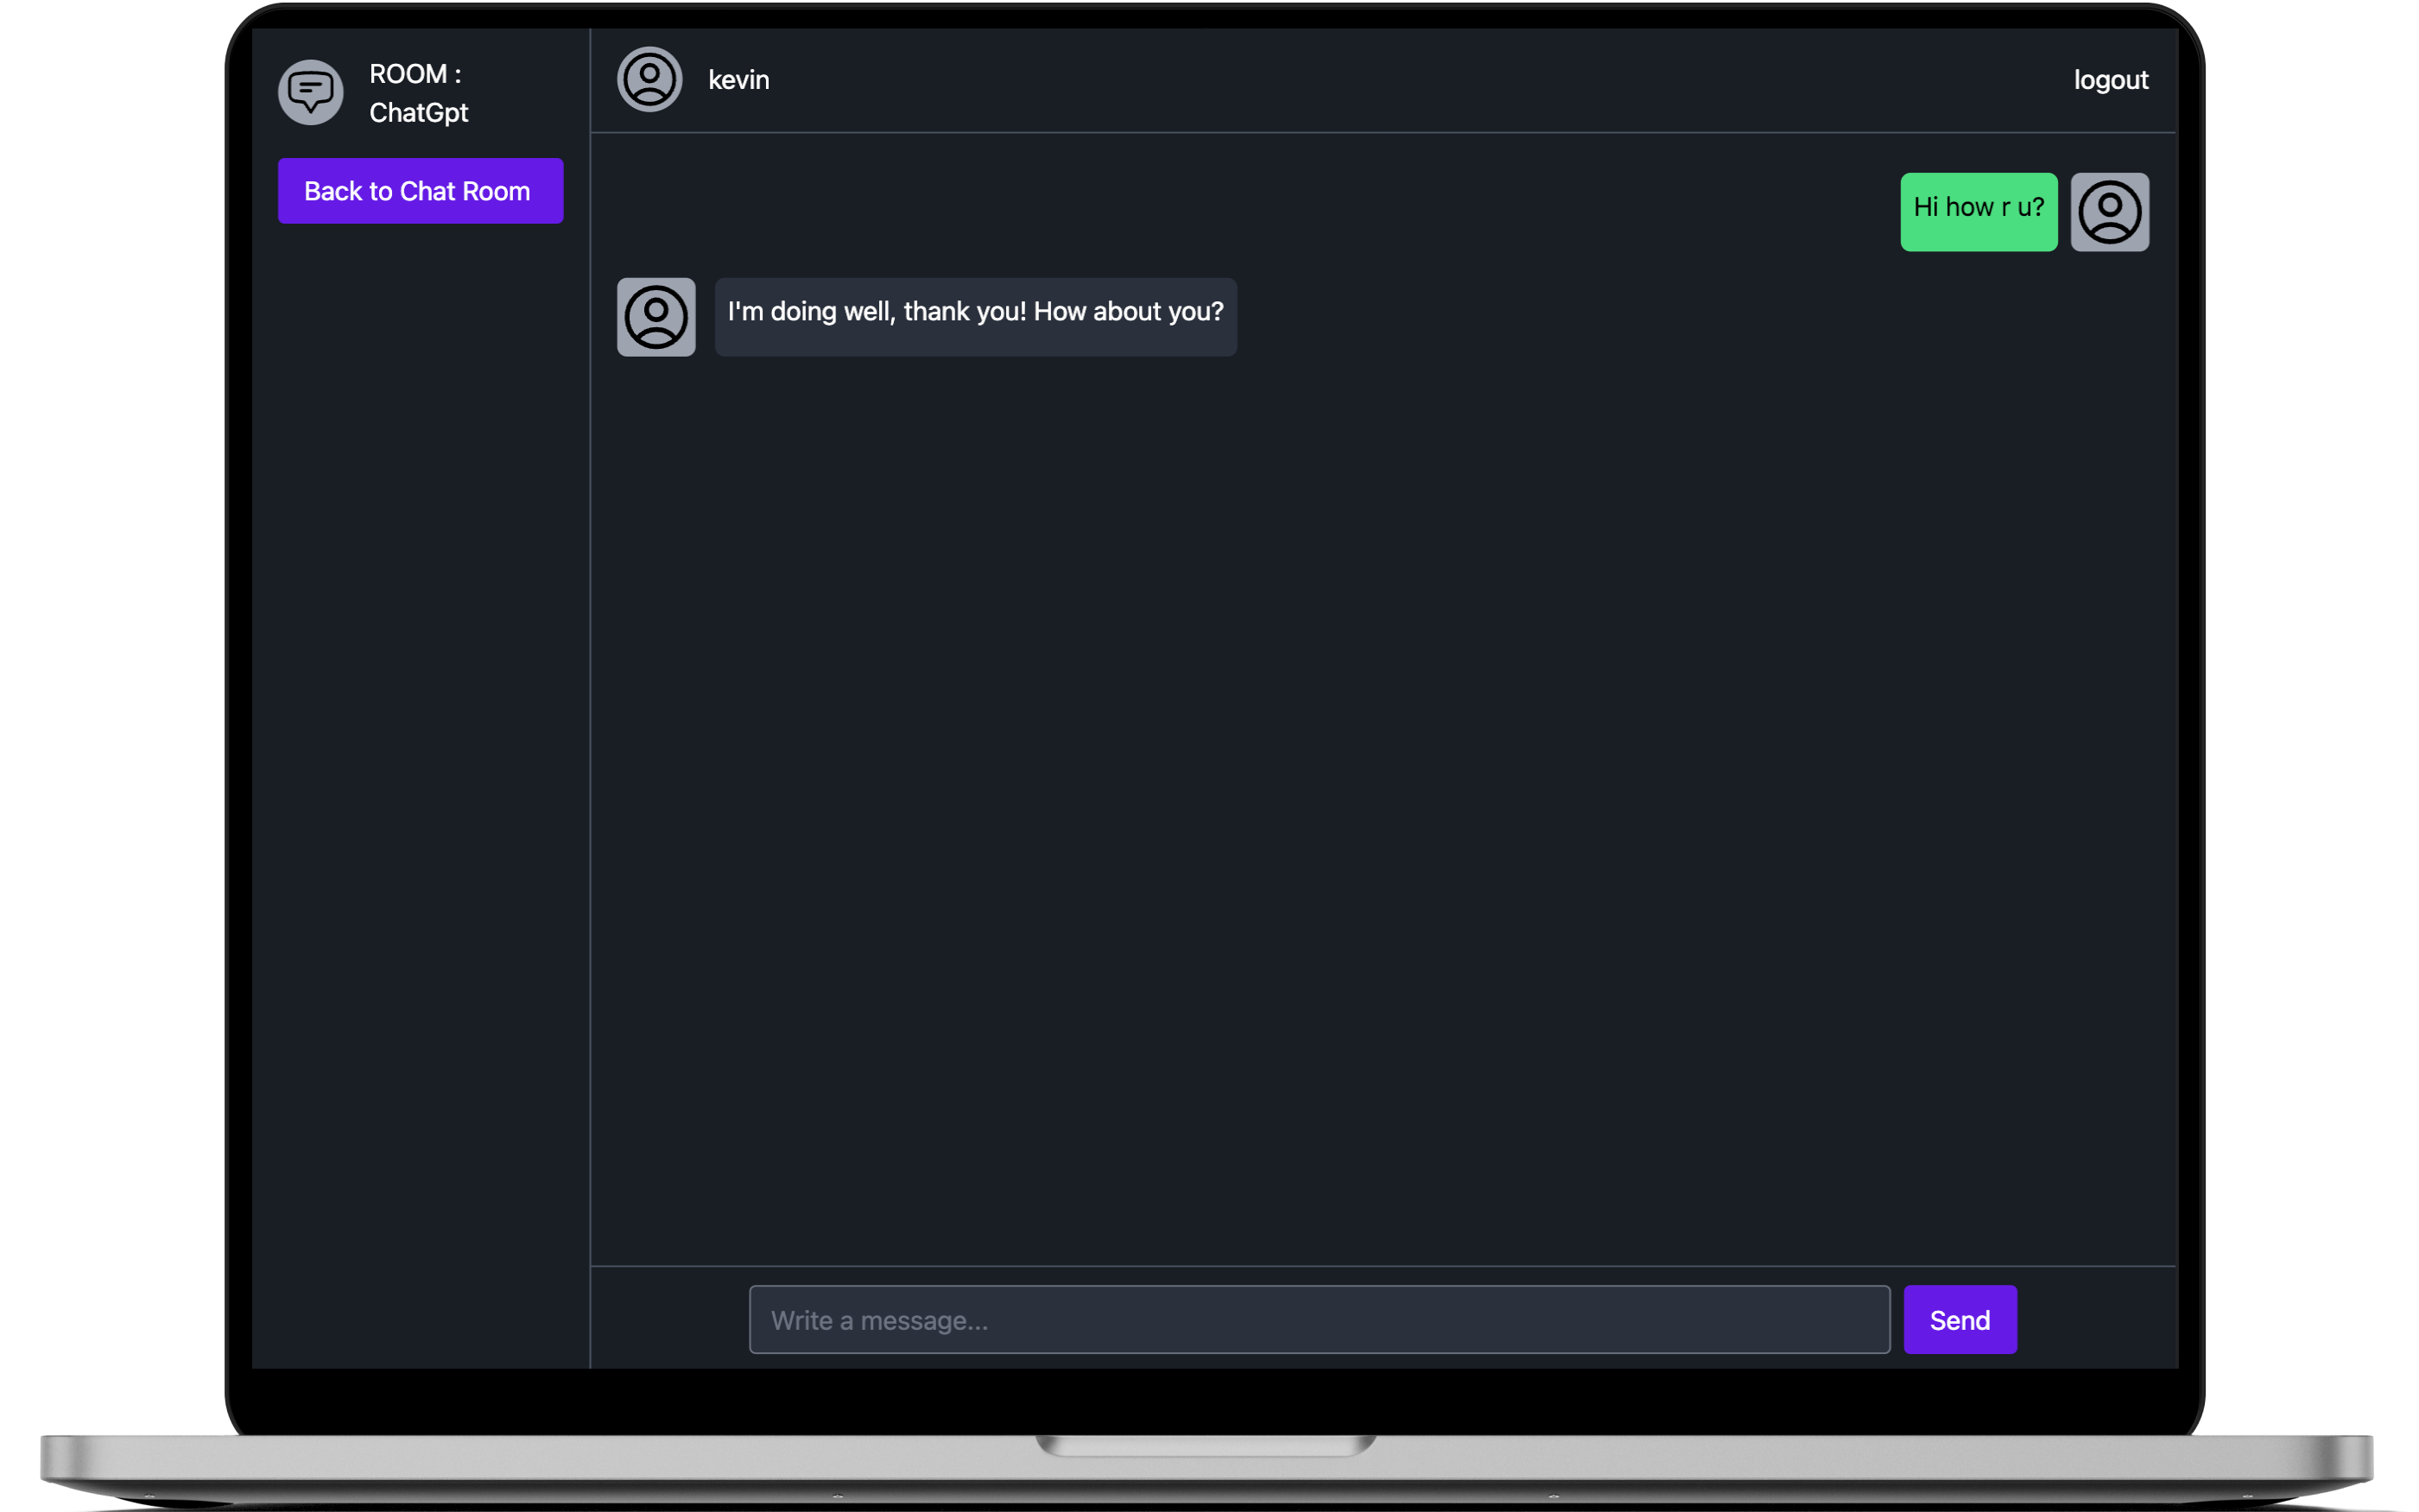 ROOM :
ChatGpt
Back to Chat Room
kevin
logout
Hi how r u?
I'm doing well, thank you! How about you?
Write a message...
Send